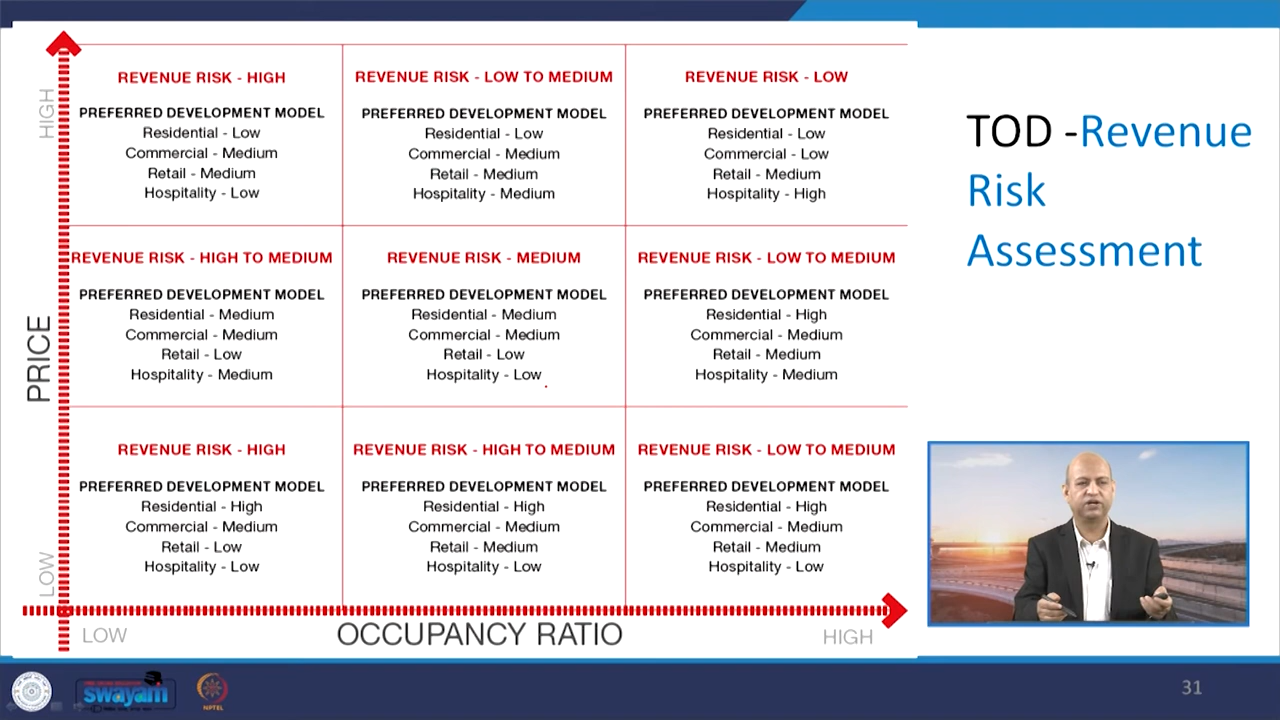 TOD -Revenue
Risk
Assessment
HIGH
PRICE
LOW
REVENUE RISK - HIGH
PREFERRED DEVELOPMENT MODEL
Residential - Low
Commercial - Medium
Retail - Medium
Hospitality - Low
REVENUE RISK - LOW TO MEDIUM
PREFERRED DEVELOPMENT MODEL
Residential - Low
Commercial - Medium
Retail - Medium
Hospitality - Medium
REVENUE RISK - LOW
PREFERRED DEVELOPMENT MODEL
Residential - Low
Commercial - Low
Retail - Medium
Hospitality - High
REVENUE RISK - HIGH TO MEDIUM
PREFERRED DEVELOPMENT MODEL
Residential - Medium
Commercial - Medium
Retail - Low
Hospitality - Medium
REVENUE RISK - MEDIUM
PREFERRED DEVELOPMENT MODEL
Residential - Medium
Commercial - Medium
Retail - Low
Hospitality - Low
REVENUE RISK - LOW TO MEDIUM
PREFERRED DEVELOPMENT MODEL
Residential - High
Commercial - Medium
Retail - Medium
Hospitality - Medium
REVENUE RISK - HIGH
PREFERRED DEVELOPMENT MODEL
Residential - High
Commercial - Medium
Retail - Low
Hospitality - Low
REVENUE RISK - HIGH TO MEDIUM
PREFERRED DEVELOPMENT MODEL
Residential - High
Commercial - Medium
Retail - Medium
Hospitality - Low
REVENUE RISK - LOW TO MEDIUM
PREFERRED DEVELOPMENT MODEL
Residential - High
Commercial - Medium
Retail - Medium
Hospitality - Low
LOW
OCCUPANCY RATIO
HIGH
swayam
NPTEL
31